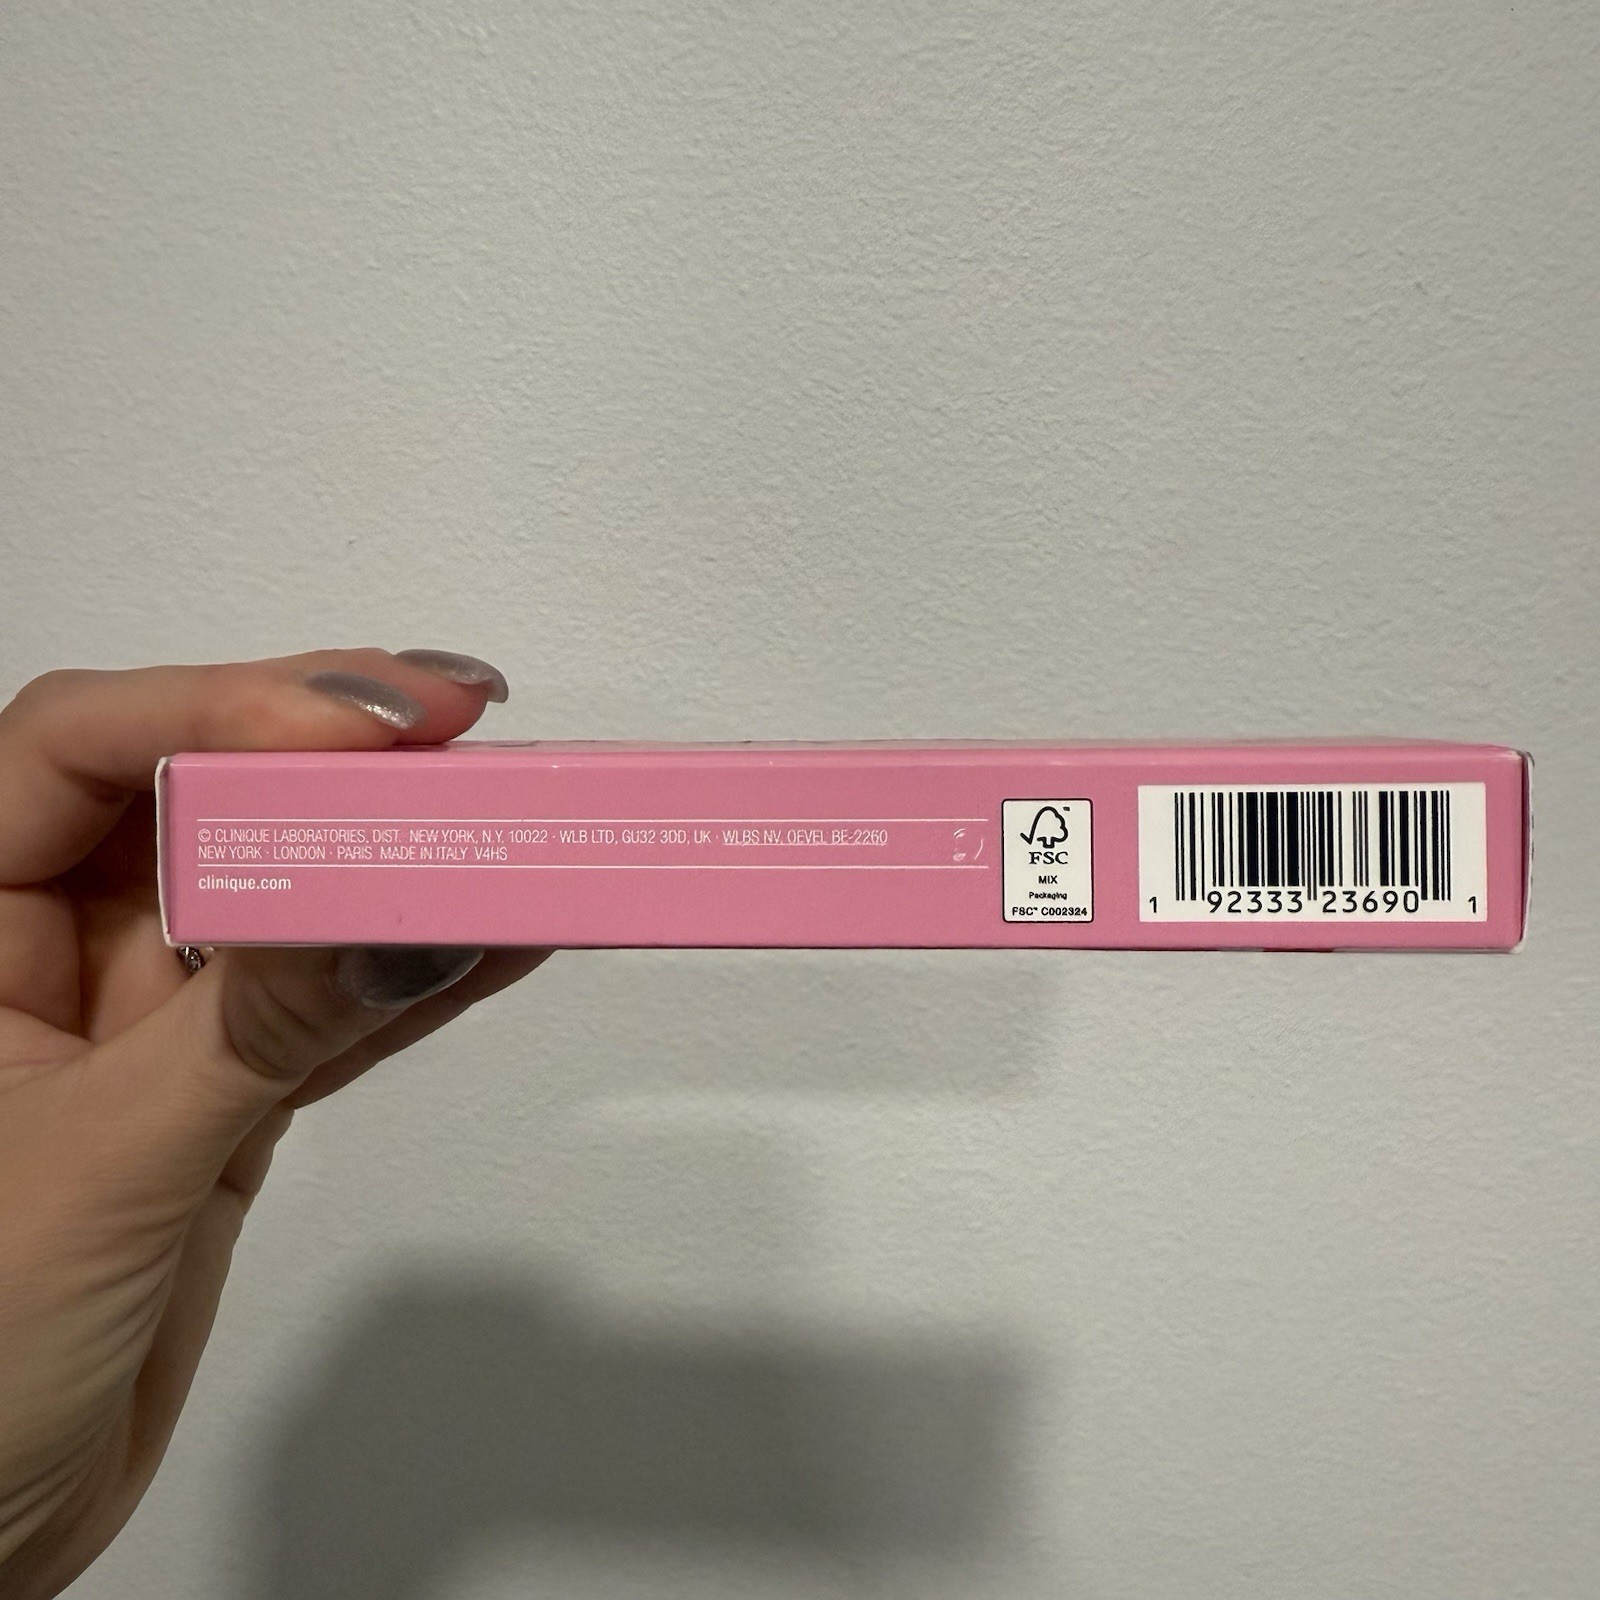 © CLINIQUE LABORATORIES, DIST. NEW YORK, N.Y. 10022 · WLB LTD, GU32 3DD, UK · WLBS NV, OEVEL BE-2260
NEW YORK · LONDON · PARIS MADE IN ITALY V4HS
clinique.com
FSC
MIX
Packaging
FSC™ C002324
1 92333 23690 1